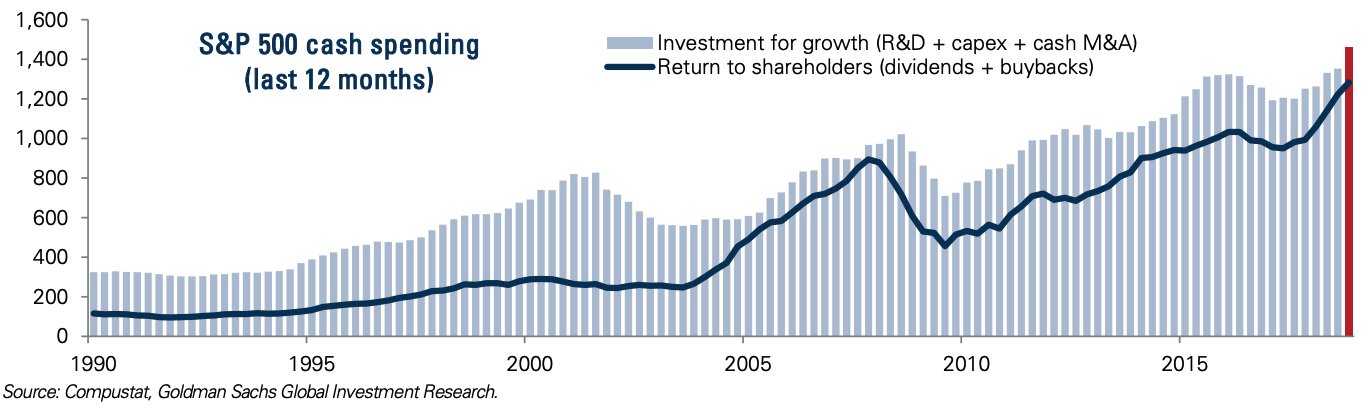 S&P 500 cash spending
(last 12 months)
Investment for growth (R&D + capex + cash M&A)
Return to shareholders (dividends + buybacks)
1,600
1,400
1,200
1,000
800
600
400
200
0
1990 1995 2000 2005 2010 2015
Source: Compustat, Goldman Sachs Global Investment Research.